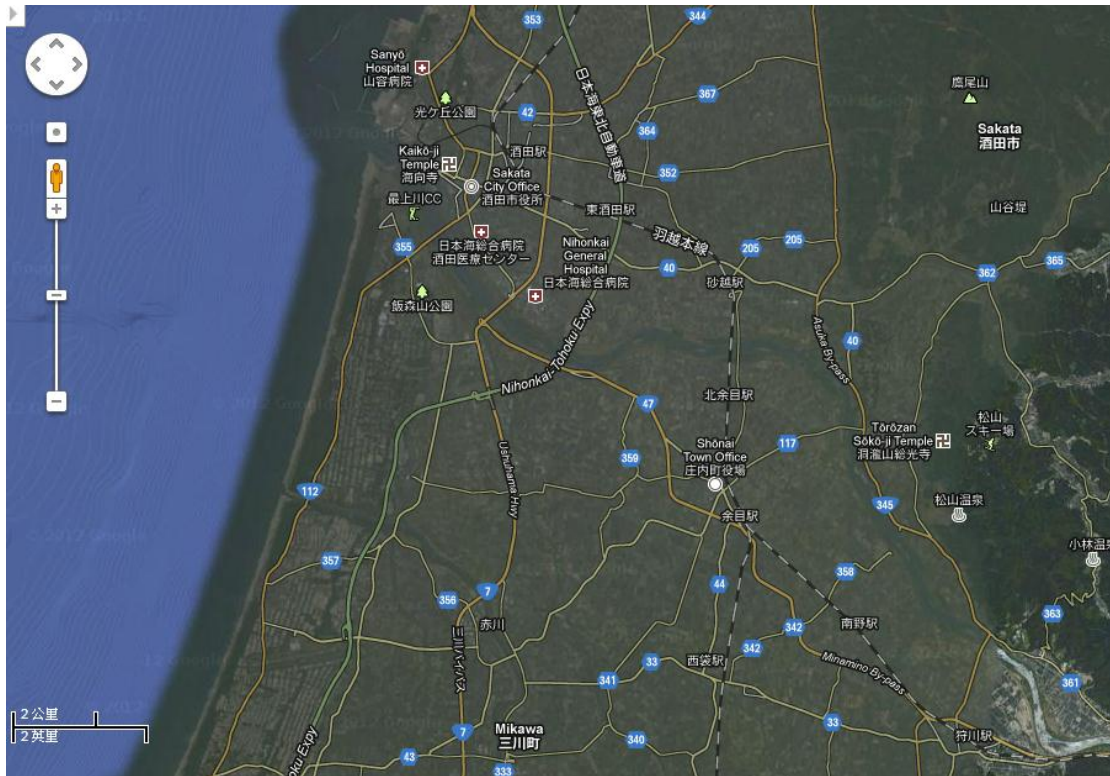 353
344
Sanyō
Hospital
山容病院
光ケ丘公園
42
日本海東北自動車道
367
364
鷹尾山
Sakata
酒田市
酒田駅
Kaikō-ji
Temple
海向寺
Sakata
City Office
酒田市役所
352
最上川CC
東酒田駅
山谷堤
355
日本海総合病院
酒田医療センター
Nihonkai
General
Hospital
日本海総合病院
羽越本線
205
205
40
砂越駅
362
365
飯森山公園
Nihonkai-Tohoku Expy
Asuka By-pass
40
47
北余目駅
Ushuhama Hwy
359
Shōnai
Town Office
庄内町役場
117
Tōrōzan
Sōkō-ji Temple
洞瀧山総光寺
松山
スキー場
112
余目駅
345
松山温泉
小林温泉
357
356
7
赤川
44
358
363
三川バイパス
342
342
南野駅
341
33
西袋駅
Minamino By-pass
361
2公里
2英里
7
Mikawa
三川町
340
33
狩川駅
43
333
oku Expy